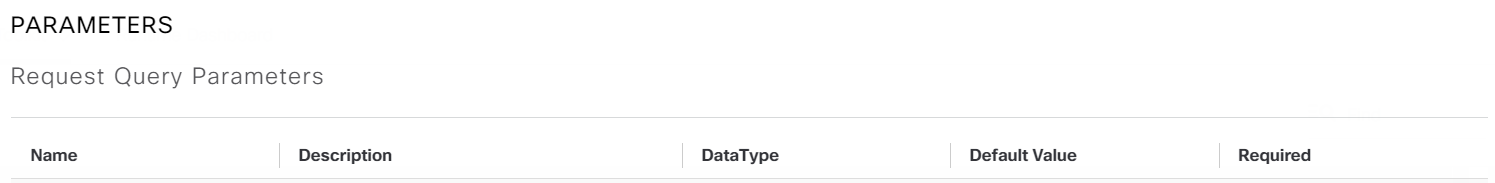 PARAMETERS
Request Query Parameters
Name Description DataType Default Value Required